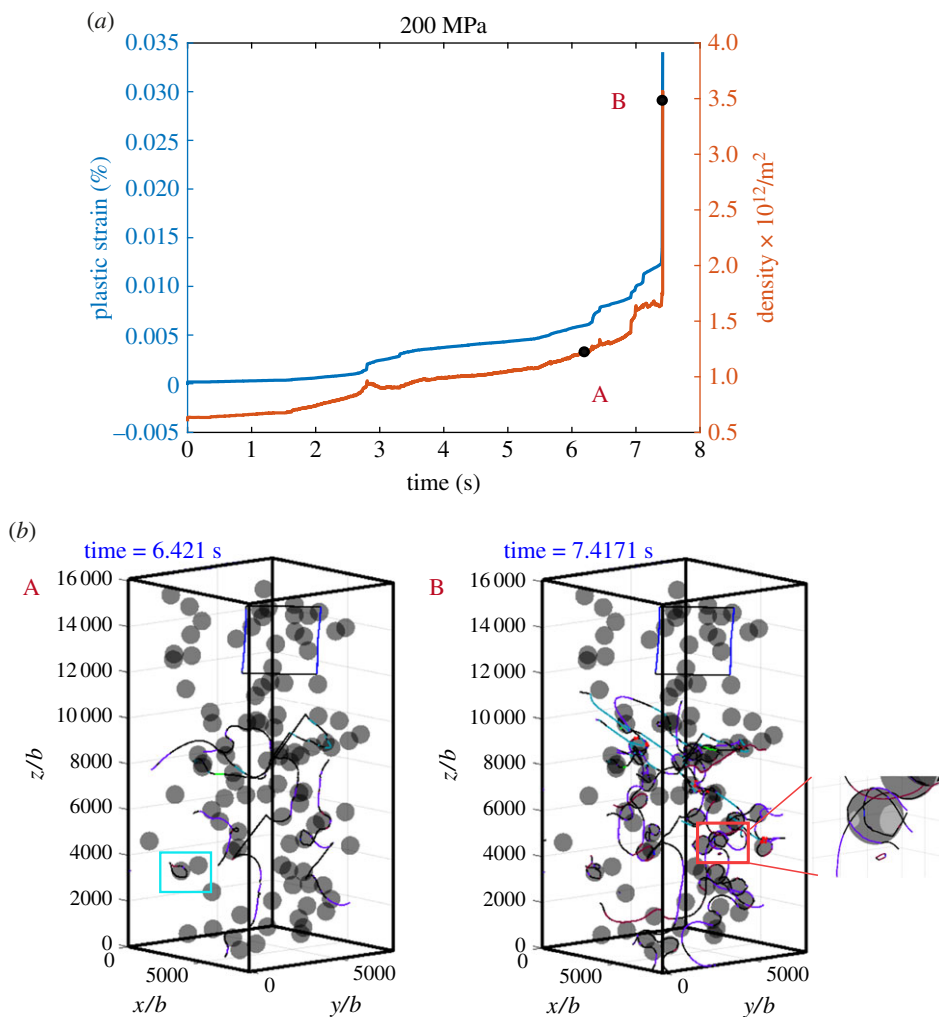 (a)
200 MPa
plastic strain (%)
0.035
0.030
0.025
0.020
0.015
0.010
0.005
0
−0.005
4.0
3.5
3.0
2.5
2.0
1.5
1.0
0.5
density × 10¹²/m²
B
A
0 1 2 3 4 5 6 7 8
time (s)
(b)
time = 6.421 s
A
16 000
14 000
12 000
10 000
8000
6000
4000
2000
0
z/b
0
5000
x/b
0
5000
y/b
time = 7.4171 s
B
16 000
14 000
12 000
10 000
8000
6000
4000
2000
0
z/b
0
5000
x/b
0
5000
y/b